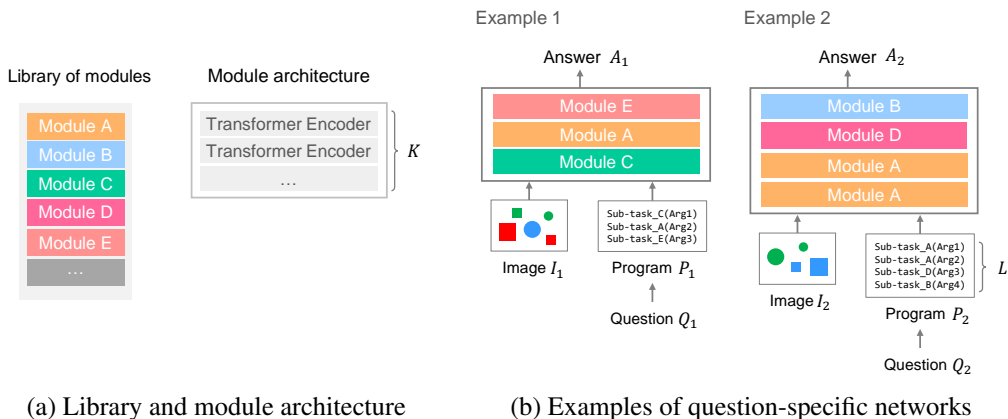 Library of modules
Module A
Module B
Module C
Module D
Module E
...
Module architecture
Transformer Encoder
Transformer Encoder
...
K
(a) Library and module architecture
Example 1
Answer A₁
Module E
Module A
Module C
Image I₁
Sub-task_C(Arg1)
Sub-task_A(Arg2)
Sub-task_E(Arg3)
Program P₁
Question Q₁
Example 2
Answer A₂
Module B
Module D
Module A
Module A
Image I₂
Sub-task_A(Arg1)
Sub-task_A(Arg2)
Sub-task_D(Arg3)
Sub-task_B(Arg4)
L
Program P₂
Question Q₂
(b) Examples of question-specific networks